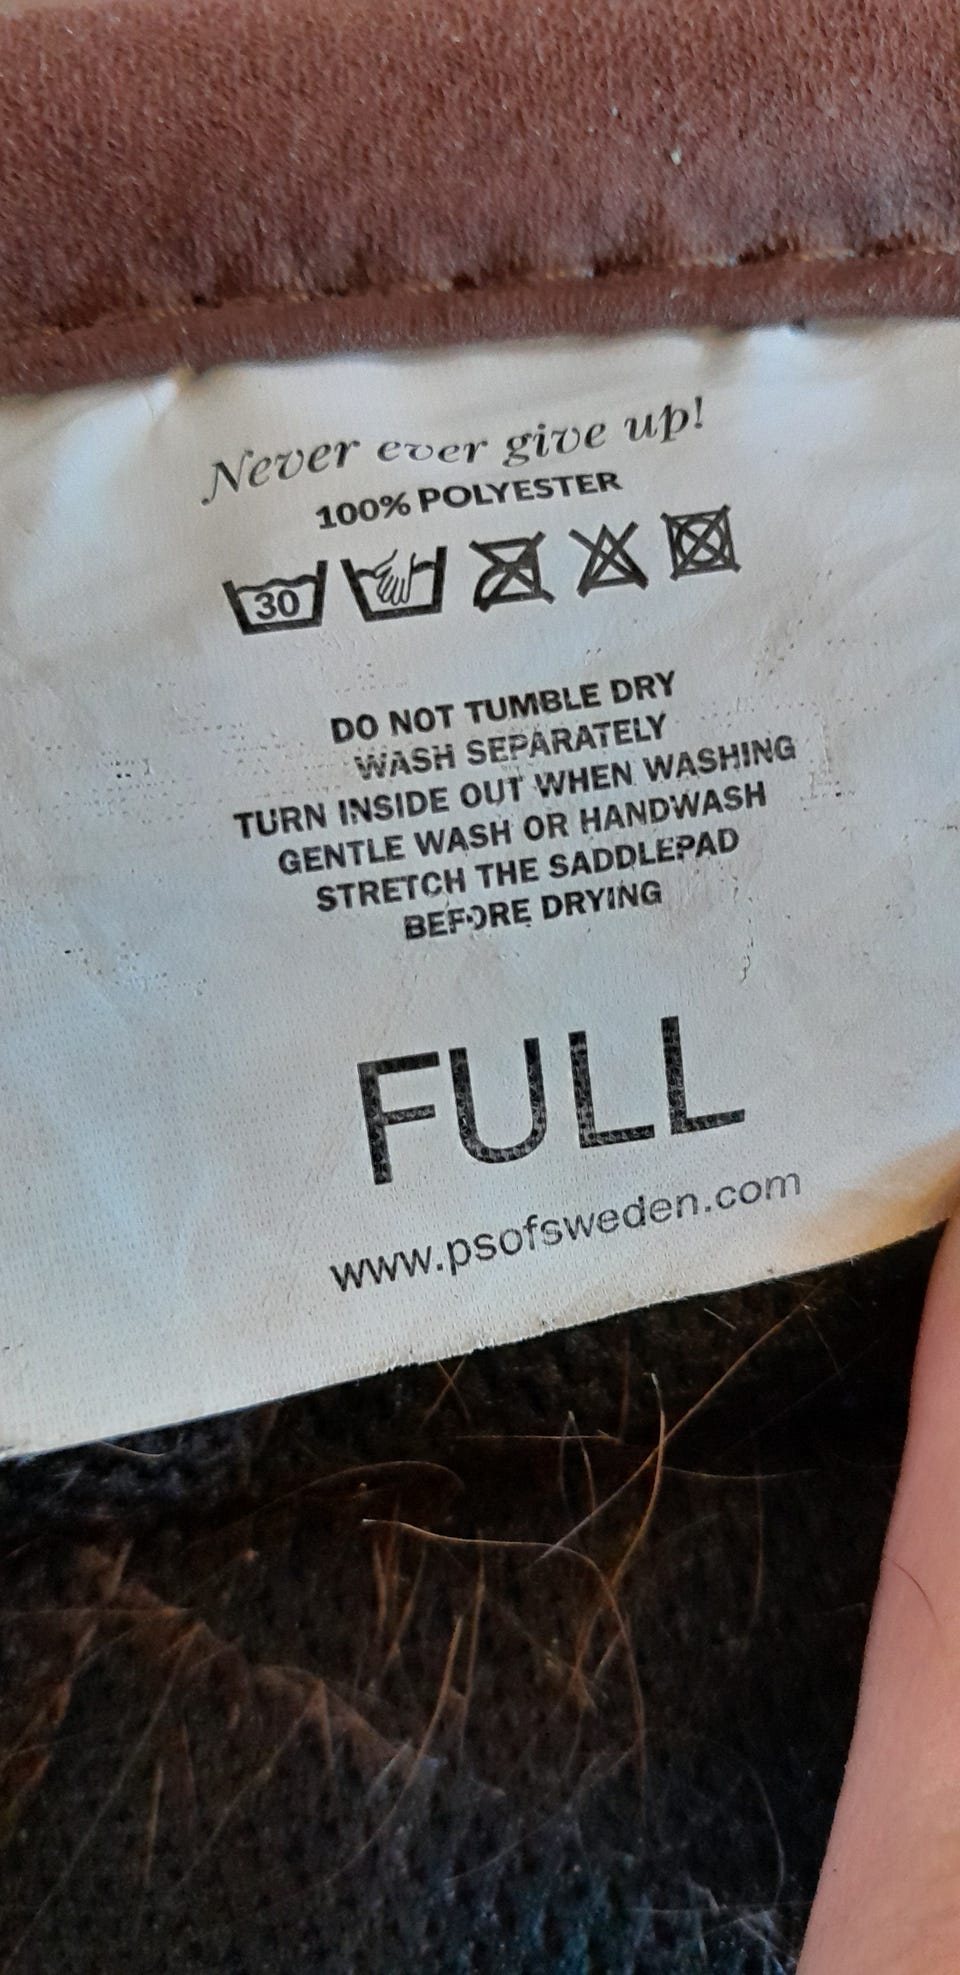 Never ever give up!
100% POLYESTER
30
DO NOT TUMBLE DRY
WASH SEPARATELY
TURN INSIDE OUT WHEN WASHING
GENTLE WASH OR HANDWASH
STRETCH THE SADDLEPAD
BEFORE DRYING
FULL
www.psofsweden.com